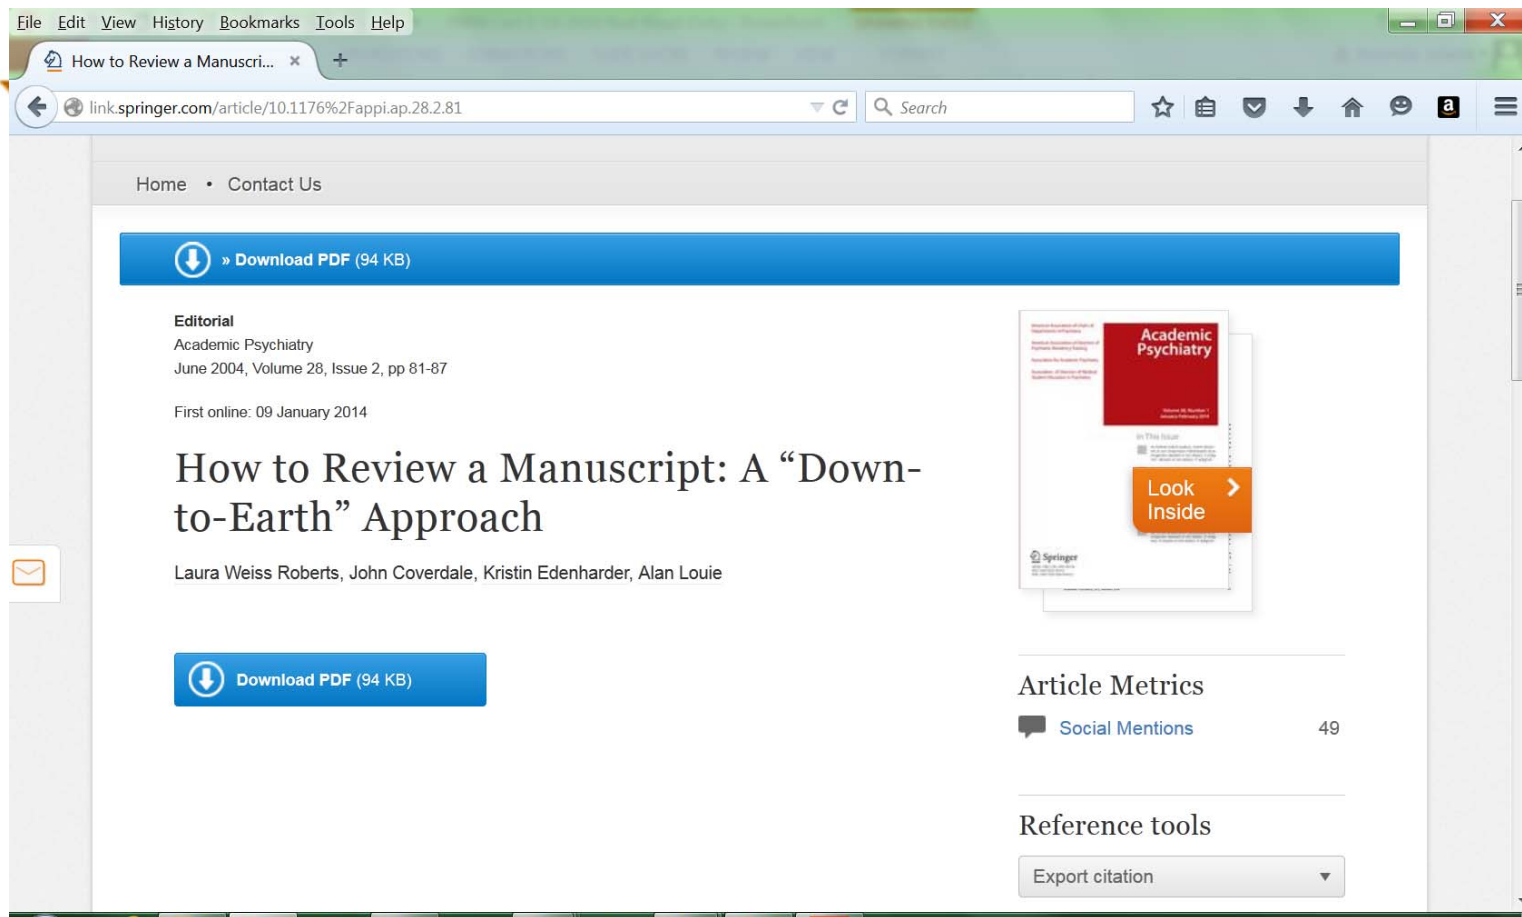 File Edit View History Bookmarks Tools Help
How to Review a Manuscri... × +
link.springer.com/article/10.1176%2Fappi.ap.28.2.81 Search
Home • Contact Us
» Download PDF (94 KB)
Editorial
Academic Psychiatry
June 2004, Volume 28, Issue 2, pp 81-87
First online: 09 January 2014
How to Review a Manuscript: A “Down-
to-Earth” Approach
Laura Weiss Roberts, John Coverdale, Kristin Edenharder, Alan Louie
Download PDF (94 KB)
Academic
Psychiatry
In This Issue
Look
Inside
Springer
Article Metrics
Social Mentions 49
Reference tools
Export citation